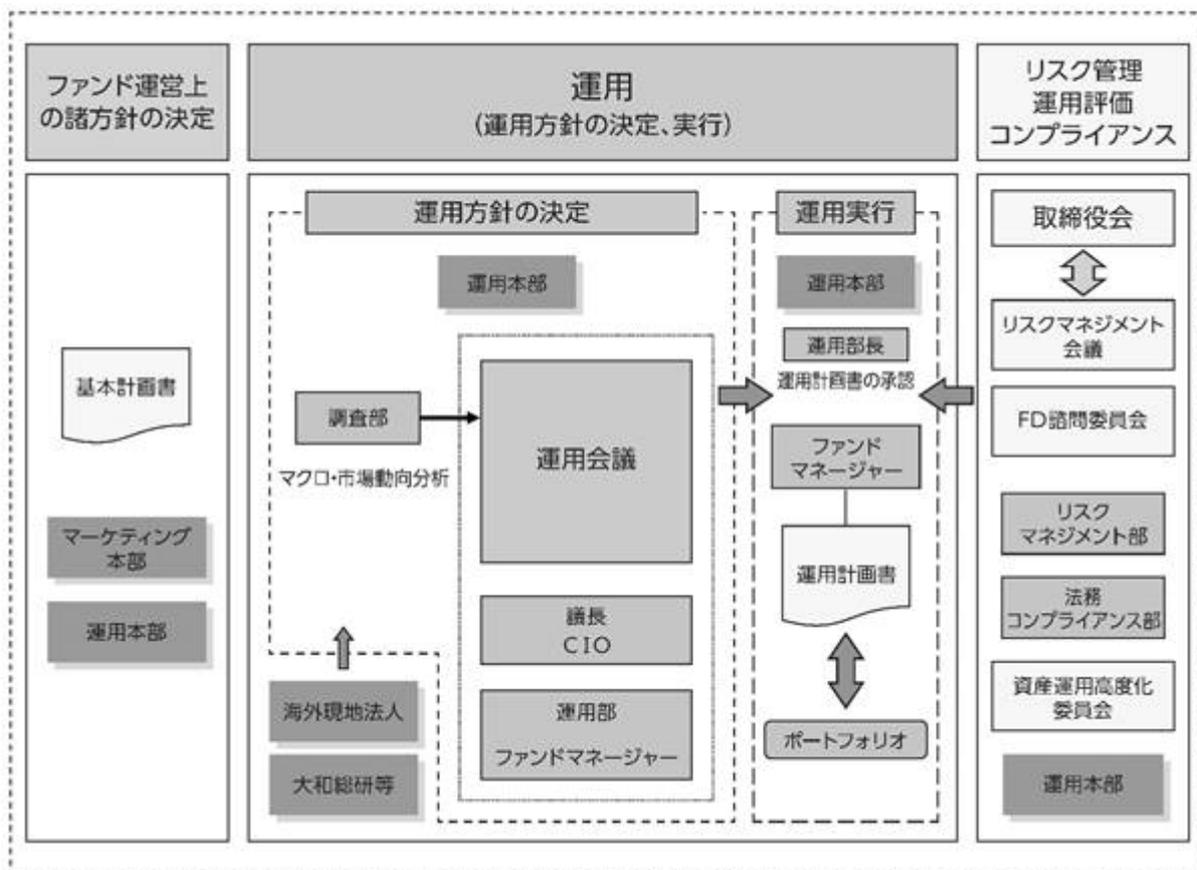 ファンド運営上
の諸方針の決定
運用
(運用方針の決定、実行)
リスク管理
運用評価
コンプライアンス
基本計画書
マーケティング
本部
運用本部
運用方針の決定
運用本部
調査部
マクロ・市場動向分析
運用会議
議長
CIO
運用部
ファンドマネージャー
海外現地法人
大和総研等
運用実行
運用本部
運用部長
運用計画書の承認
ファンド
マネージャー
運用計画書
ポートフォリオ
取締役会
リスクマネジメント
会議
FD諮問委員会
リスク
マネジメント部
法務
コンプライアンス部
資産運用高度化
委員会
運用本部